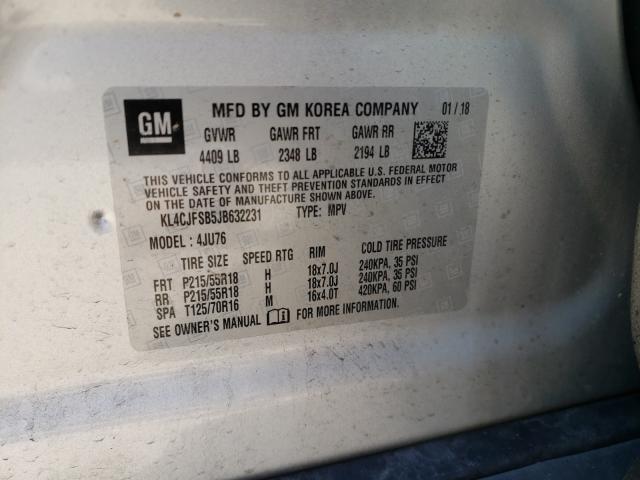 GM MFD BY GM KOREA COMPANY 01/18
GVWR GAWR FRT GAWR RR
4409 LB 2348 LB 2194 LB
THIS VEHICLE CONFORMS TO ALL APPLICABLE U.S. FEDERAL MOTOR
VEHICLE SAFETY AND THEFT PREVENTION STANDARDS IN EFFECT
ON THE DATE OF MANUFACTURE SHOWN ABOVE.
KL4CJFSB5JB632231 TYPE: MPV
MODEL : 4JU76
TIRE SIZE SPEED RTG RIM COLD TIRE PRESSURE
FRT P215/55R18 H 18x7.0J 240KPA, 35 PSI
RR P215/55R18 H 18x7.0J 240KPA, 35 PSI
SPA T125/70R16 M 16x4.0T 420KPA, 60 PSI
SEE OWNER'S MANUAL FOR MORE INFORMATION.